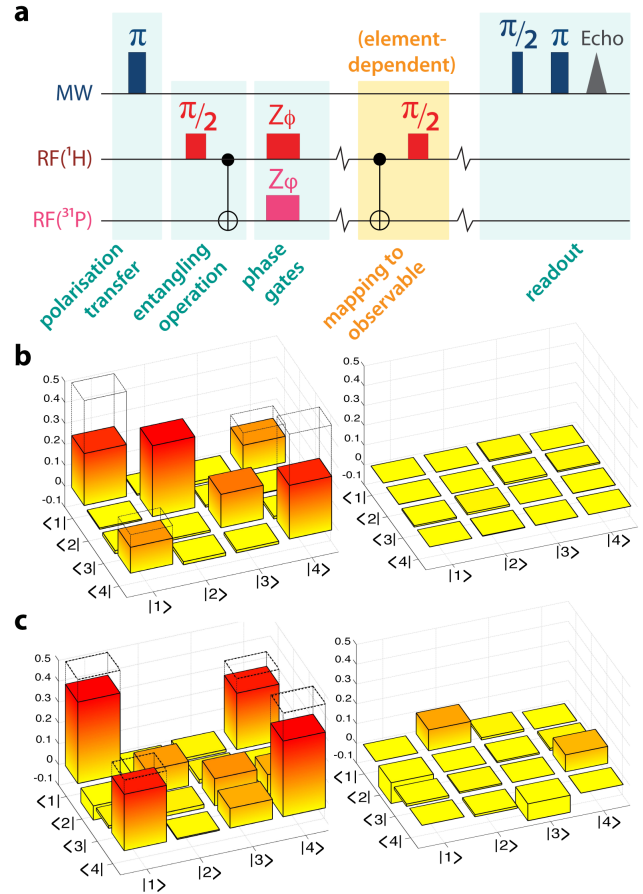 a
π
π/2
π
Echo
(element-
dependent)
MW
π/2
Zϕ
π/2
RF(¹H)
Zφ
RF(³¹P)
polarisation
transfer
entangling
operation
phase
gates
mapping to
observable
readout
b
0.5
0.4
0.3
0.2
0.1
0
-0.1
<1|
<2|
<3|
<4|
|1>
|2>
|3>
|4>
0.5
0.4
0.3
0.2
0.1
0
-0.1
<1|
<2|
<3|
<4|
|1>
|2>
|3>
|4>
c
0.5
0.4
0.3
0.2
0.1
0
-0.1
<1|
<2|
<3|
<4|
|1>
|2>
|3>
|4>
0.5
0.4
0.3
0.2
0.1
0
-0.1
<1|
<2|
<3|
<4|
|1>
|2>
|3>
|4>